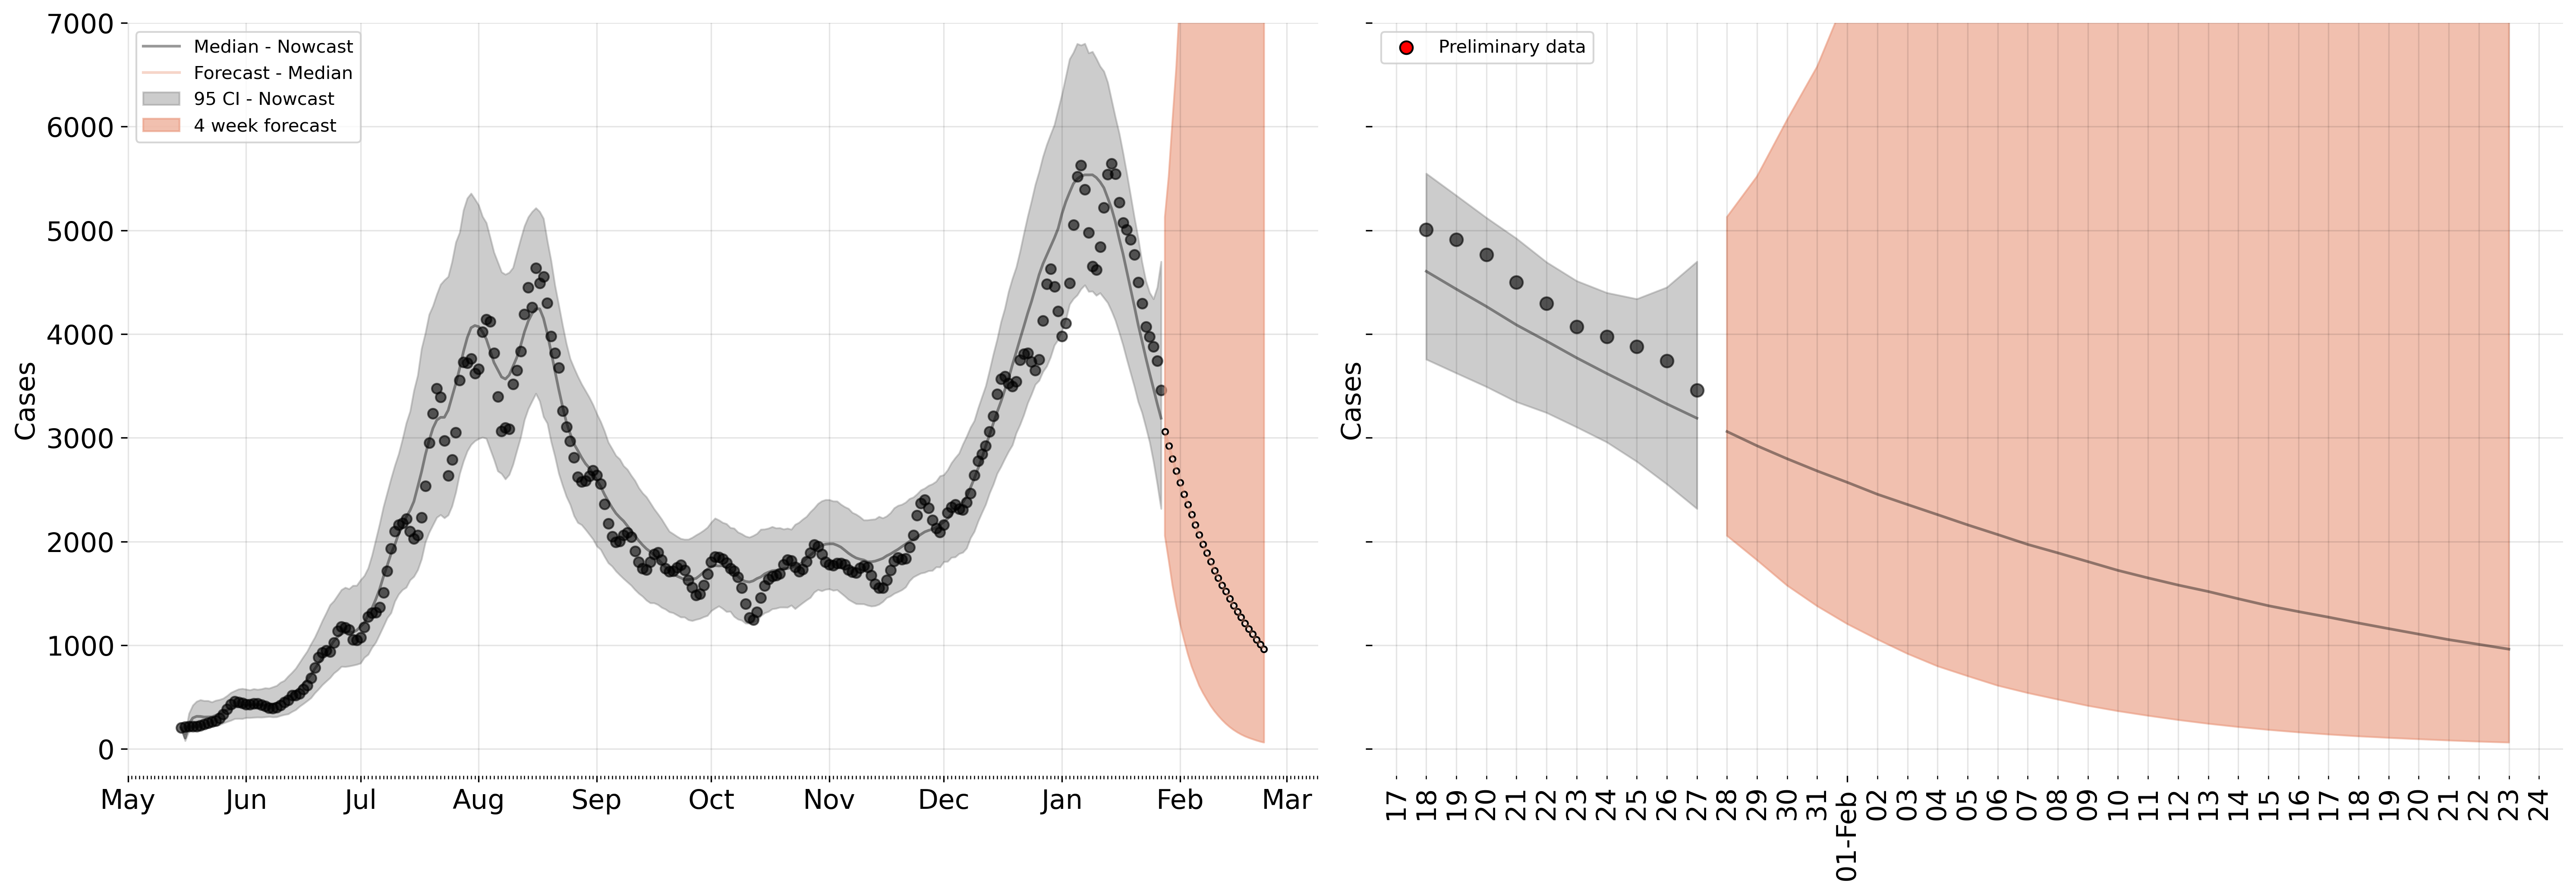 7000
6000
5000
4000
3000
2000
1000
0
Cases
Median - Nowcast
Forecast - Median
95 CI - Nowcast
4 week forecast
May Jun Jul Aug Sep Oct Nov Dec Jan Feb Mar
Cases
Preliminary data
17 18 19 20 21 22 23 24 25 26 27 28 29 30 31 01-Feb 02 03 04 05 06 07 08 09 10 11 12 13 14 15 16 17 18 19 20 21 22 23 24